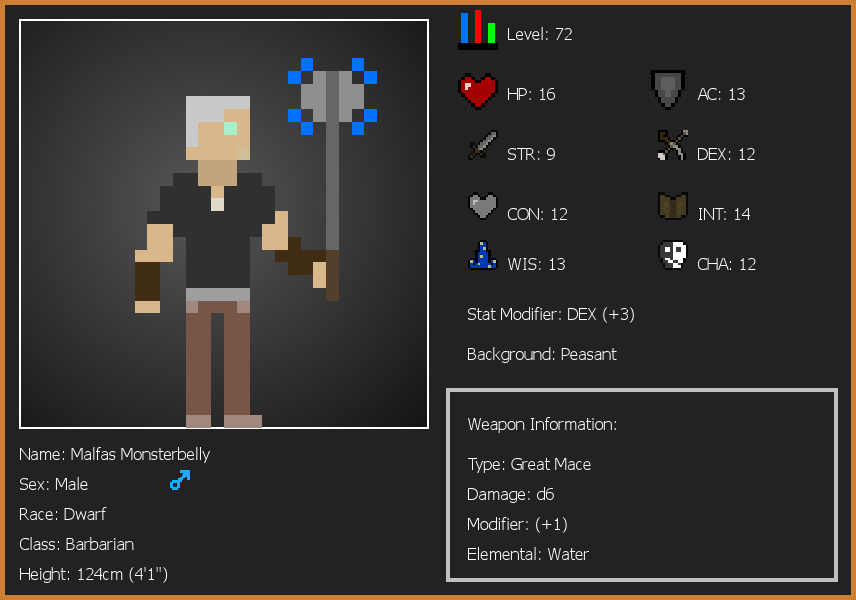 Level: 72
HP: 16
AC: 13
STR: 9
DEX: 12
CON: 12
INT: 14
WIS: 13
CHA: 12
Stat Modifier: DEX (+3)
Background: Peasant
Weapon Information:
Type: Great Mace
Damage: d6
Modifier: (+1)
Elemental: Water
Name: Malfas Monsterbelly
Sex: Male
Race: Dwarf
Class: Barbarian
Height: 124cm (4'1")